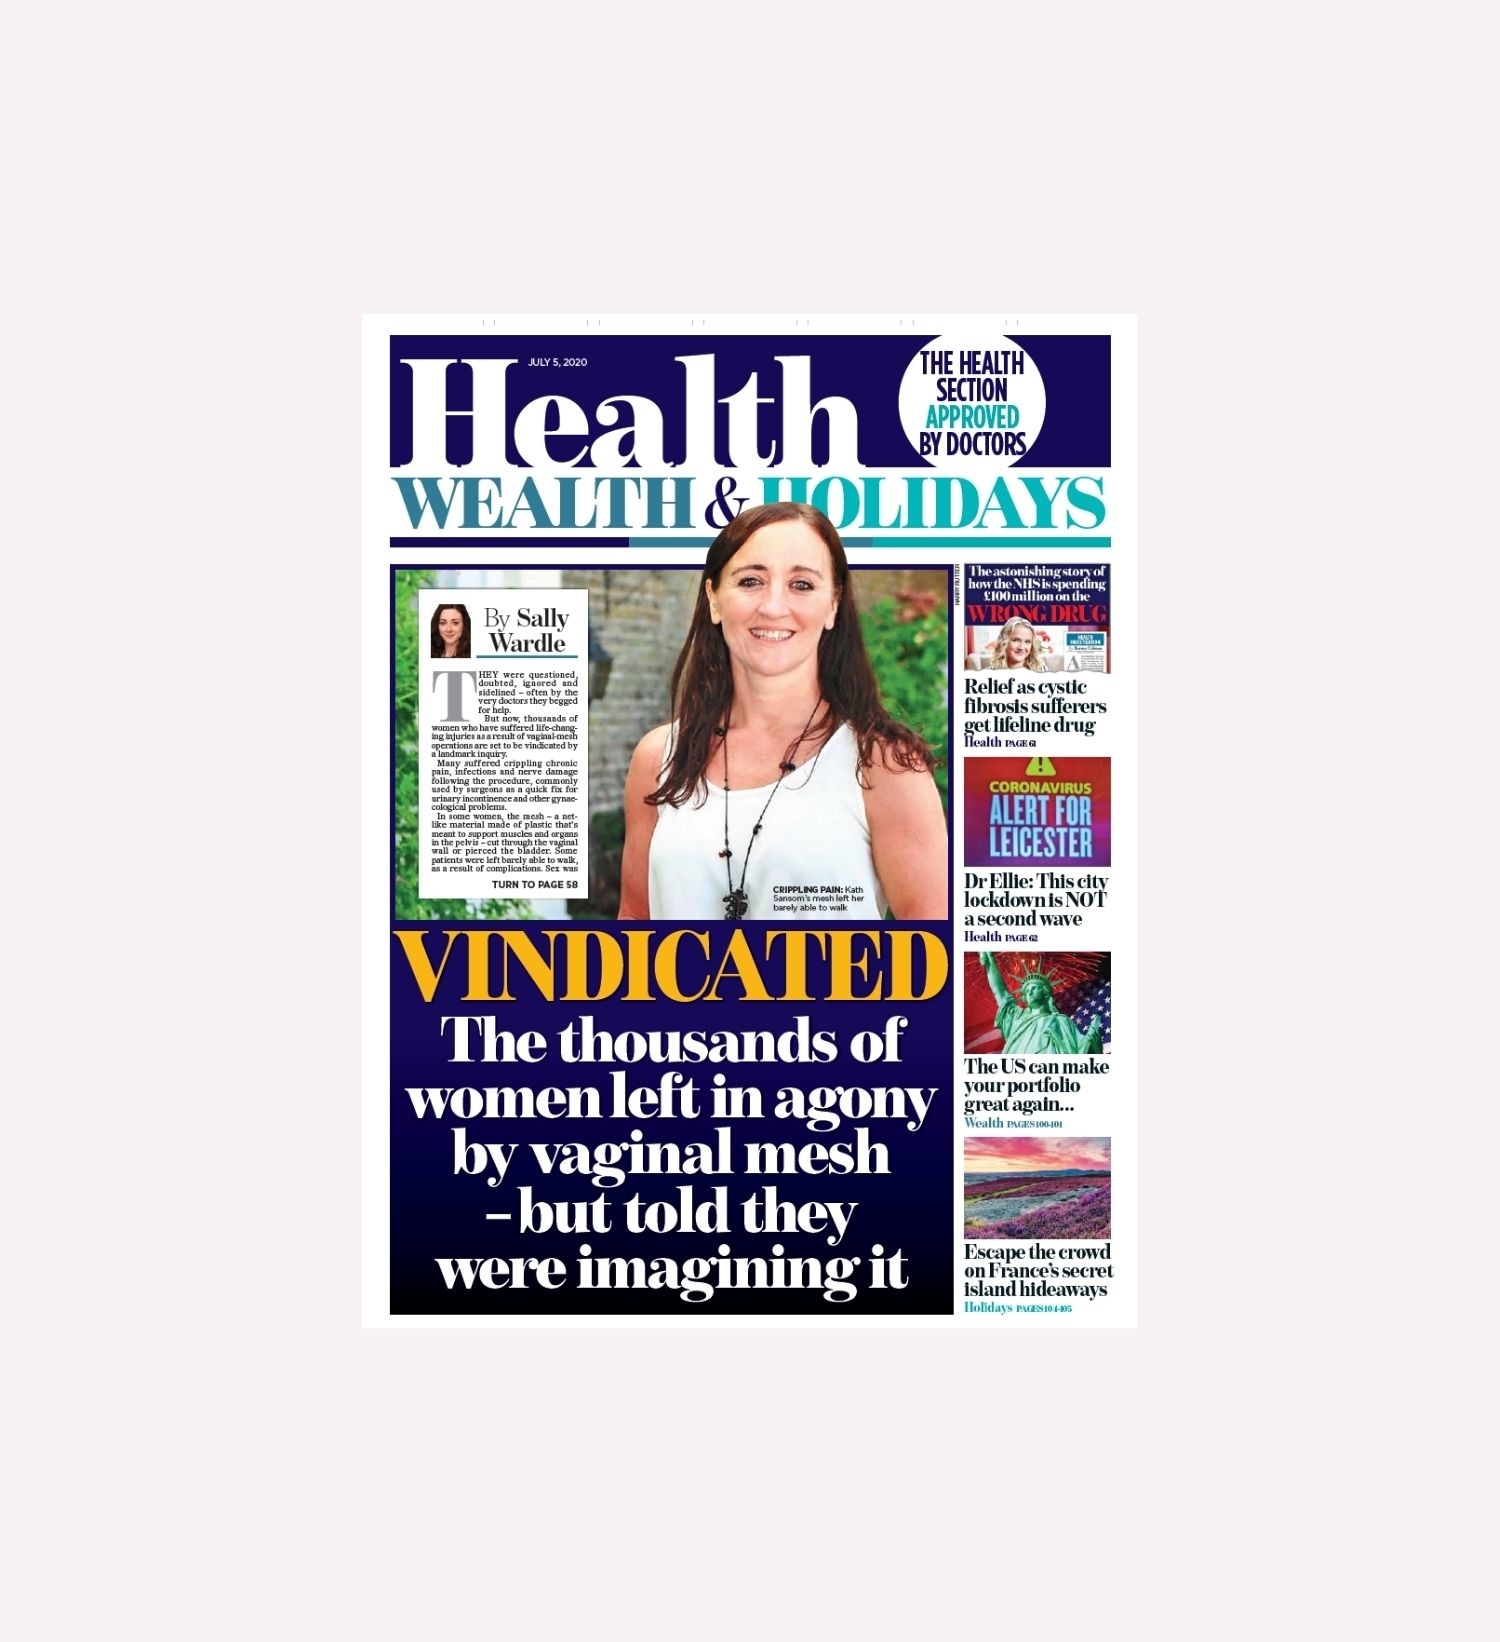 Health
JULY 5, 2020
THE HEALTH
SECTION
APPROVED
BY DOCTORS
WEALTH & HOLIDAYS
By Sally
Wardle
THEY were questioned,
doubted, ignored and
sidelined – often by the
very doctors they begged
for help.
But now, thousands of
women who have suffered life-chang-
ing injuries as a result of vaginal-mesh
operations are set to be vindicated by
a landmark inquiry.
Many suffered crippling chronic
pain, infections and nerve damage
following the procedure, commonly
used by surgeons as a quick fix for
urinary incontinence and other gynae-
cological problems.
In some women, the mesh – a net-
like material made of plastic that's
meant to support muscles and organs
in the pelvis – cut through the vaginal
wall or pierced the bladder. Some
patients were left barely able to walk,
as a result of complications. Sex was
TURN TO PAGE 58
CRIPPLING PAIN: Kath
Sansom's mesh left her
barely able to walk
HARRY RUTTER
VINDICATED
The thousands of
women left in agony
by vaginal mesh
– but told they
were imagining it
The astonishing story of
how the NHS is spending
£100 million on the
WRONG DRUG
HEALTH
INVESTIGATION
A
Relief as cystic
fibrosis sufferers
get lifeline drug
Health PAGE 61
CORONAVIRUS
ALERT FOR
LEICESTER
Dr Ellie: This city
lockdown is NOT
a second wave
Health PAGE 62
The US can make
your portfolio
great again...
Wealth PAGES 100-101
Escape the crowd
on France's secret
island hideaways
Holidays PAGES 104-105